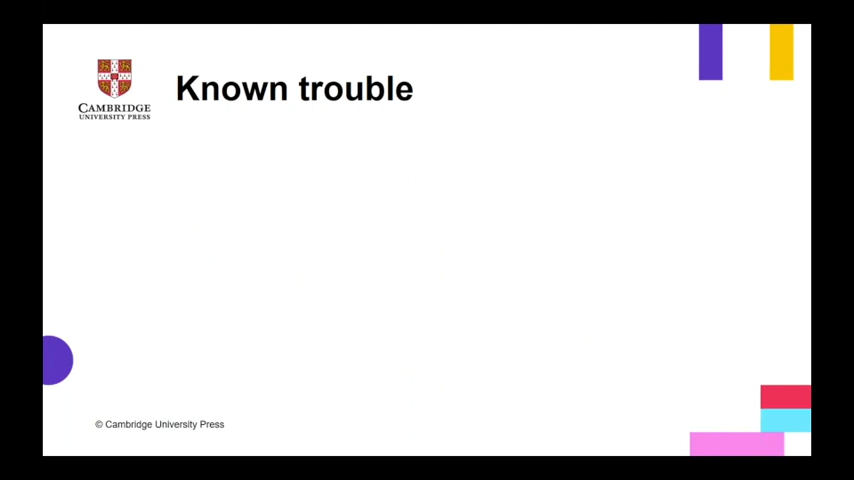 Known trouble
CAMBRIDGE
UNIVERSITY PRESS
© Cambridge University Press